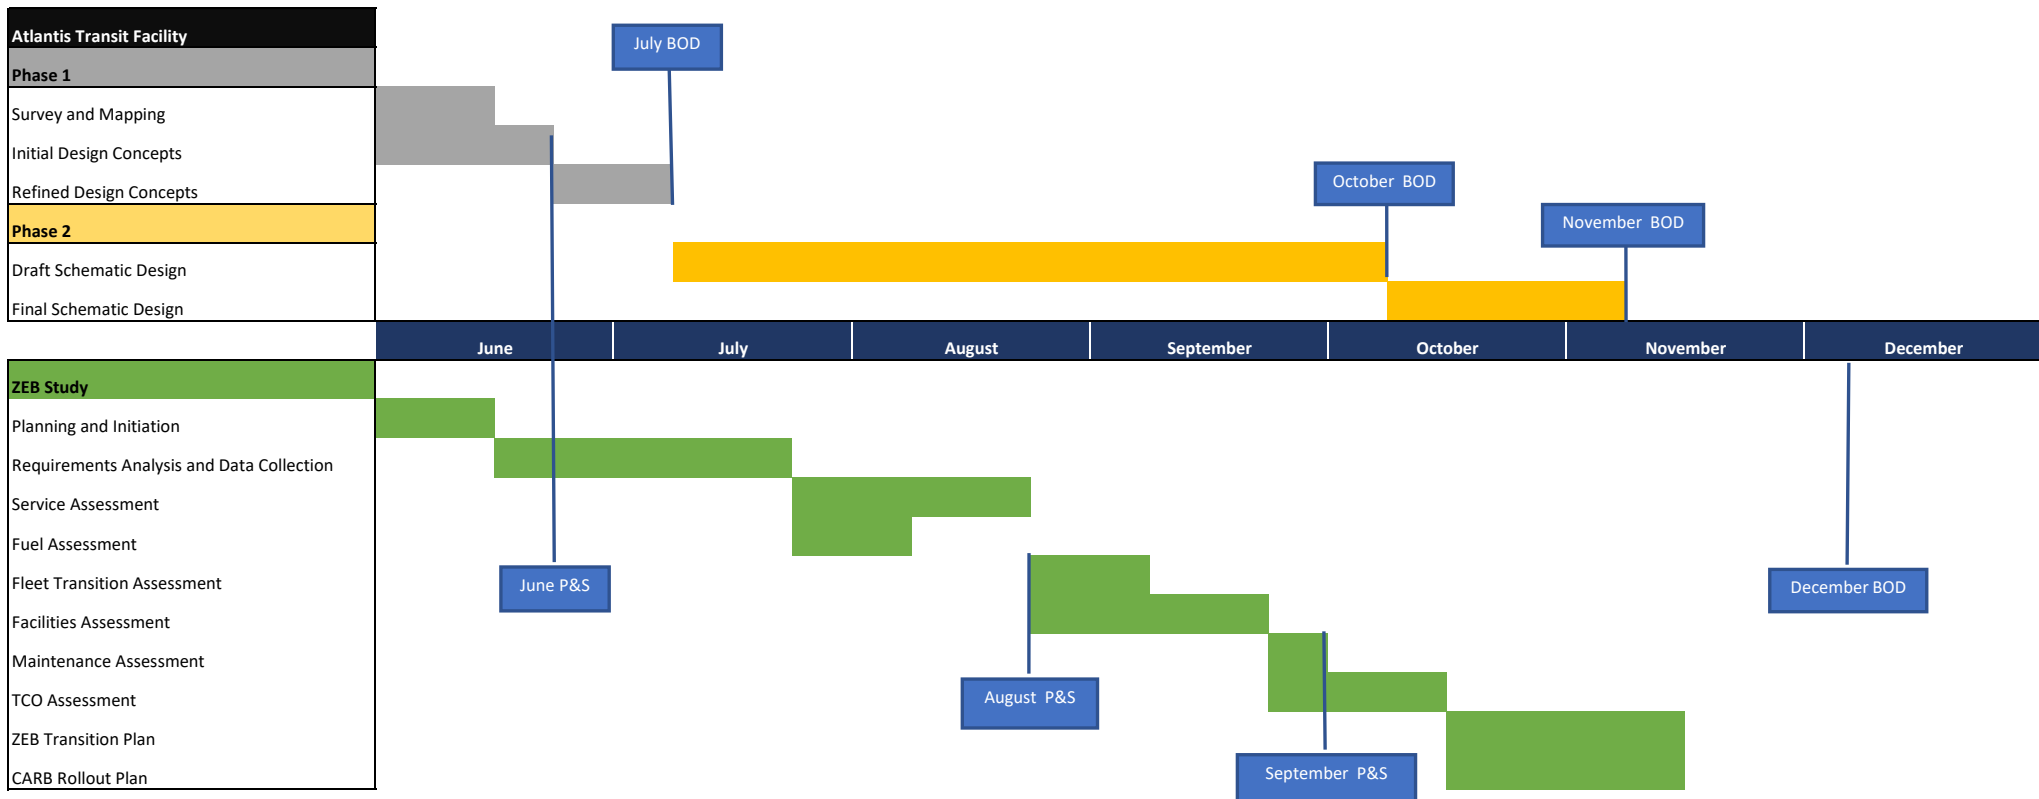 Atlantis Transit Facility
July BOD
Phase 1
Survey and Mapping
Initial Design Concepts
Refined Design Concepts
October BOD
Phase 2
November BOD
Draft Schematic Design
Final Schematic Design
June July August September October November December
ZEB Study
Planning and Initiation
Requirements Analysis and Data Collection
Service Assessment
Fuel Assessment
Fleet Transition Assessment
June P&S
December BOD
Facilities Assessment
Maintenance Assessment
TCO Assessment
August P&S
ZEB Transition Plan
September P&S
CARB Rollout Plan